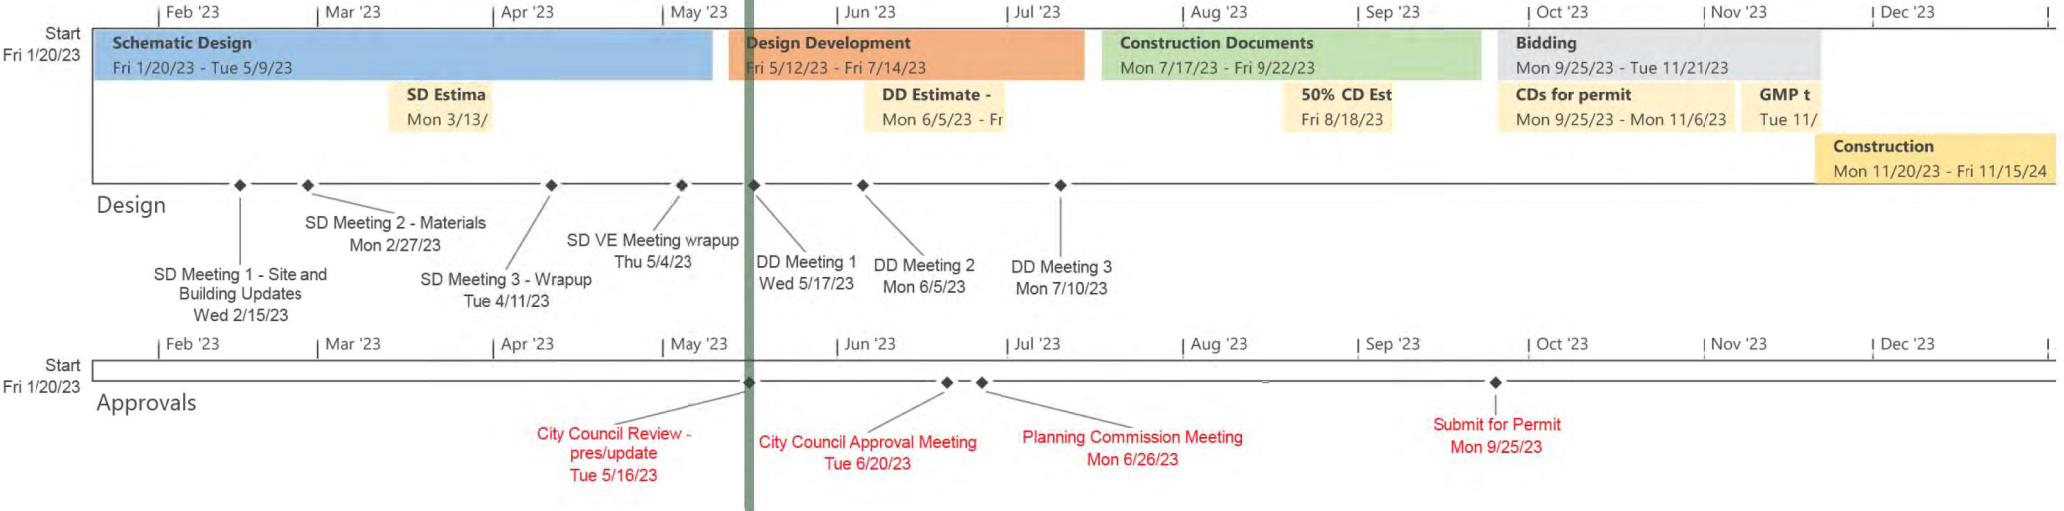 Feb '23 Mar '23 Apr '23 May '23 Jun '23 Jul '23 Aug '23 Sep '23 Oct '23 Nov '23 Dec '23
Start
Fri 1/20/23
Schematic Design
Fri 1/20/23 - Tue 5/9/23
Design Development
Fri 5/12/23 - Fri 7/14/23
Construction Documents
Mon 7/17/23 - Fri 9/22/23
Bidding
Mon 9/25/23 - Tue 11/21/23
SD Estima
Mon 3/13/
DD Estimate -
Mon 6/5/23 - Fr
50% CD Est
Fri 8/18/23
CDs for permit
Mon 9/25/23 - Mon 11/6/23
GMP t
Tue 11/
Construction
Mon 11/20/23 - Fri 11/15/24
Design
SD Meeting 1 - Site and
Building Updates
Wed 2/15/23
SD Meeting 2 - Materials
Mon 2/27/23
SD Meeting 3 - Wrapup
Tue 4/11/23
SD VE Meeting wrapup
Thu 5/4/23
DD Meeting 1
Wed 5/17/23
DD Meeting 2
Mon 6/5/23
DD Meeting 3
Mon 7/10/23
Feb '23 Mar '23 Apr '23 May '23 Jun '23 Jul '23 Aug '23 Sep '23 Oct '23 Nov '23 Dec '23
Start
Fri 1/20/23
Approvals
City Council Review -
pres/update
Tue 5/16/23
City Council Approval Meeting
Tue 6/20/23
Planning Commission Meeting
Mon 6/26/23
Submit for Permit
Mon 9/25/23